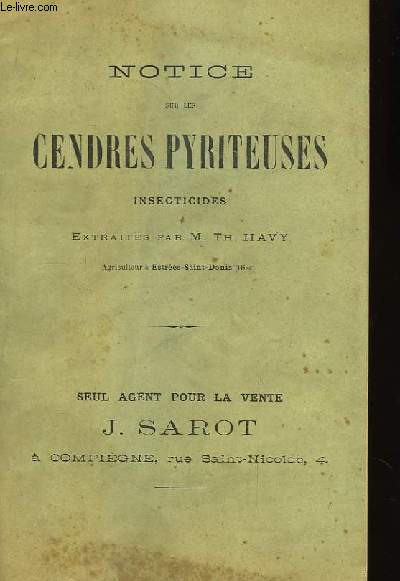 Le-livre.com
NOTICE
SUR LES
CENDRES PYRITEUSES
INSECTICIDES
EXTRAITES PAR M. TH. HAVY
Agriculteur à Estrées-Saint-Denis
SEUL AGENT POUR LA VENTE
J. SAROT
A COMPIÈGNE, rue Saint-Nicolas, 4.